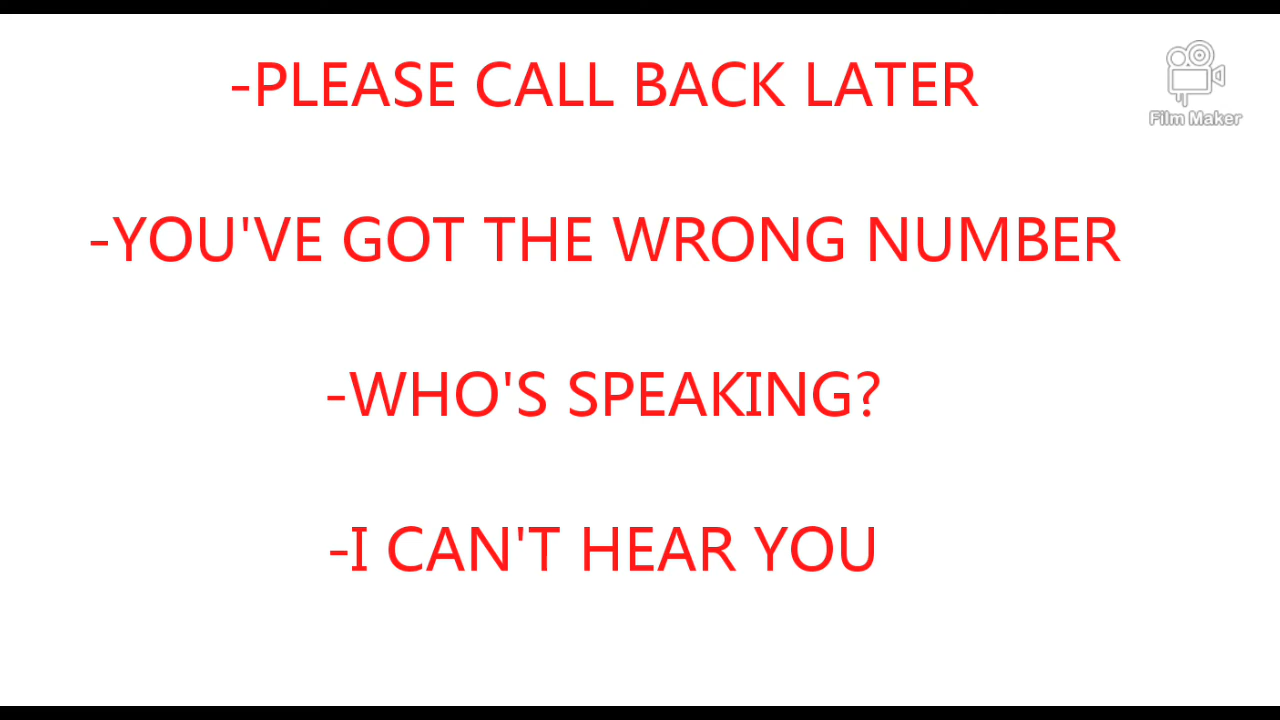 -PLEASE CALL BACK LATER
Film Maker
-YOU'VE GOT THE WRONG NUMBER
-WHO'S SPEAKING?
-I CAN'T HEAR YOU